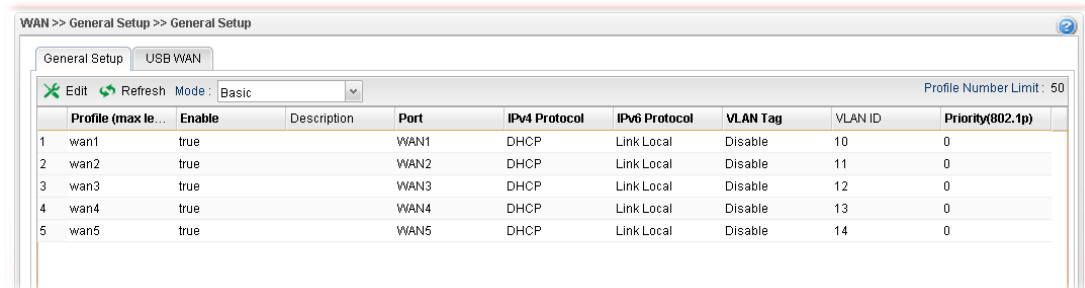 WAN >> General Setup >> General Setup
?
General Setup USB WAN
Edit Refresh Mode : Basic Profile Number Limit : 50
Profile (max le... Enable Description Port IPv4 Protocol IPv6 Protocol VLAN Tag VLAN ID Priority(802.1p)
1 wan1 true WAN1 DHCP Link Local Disable 10 0
2 wan2 true WAN2 DHCP Link Local Disable 11 0
3 wan3 true WAN3 DHCP Link Local Disable 12 0
4 wan4 true WAN4 DHCP Link Local Disable 13 0
5 wan5 true WAN5 DHCP Link Local Disable 14 0